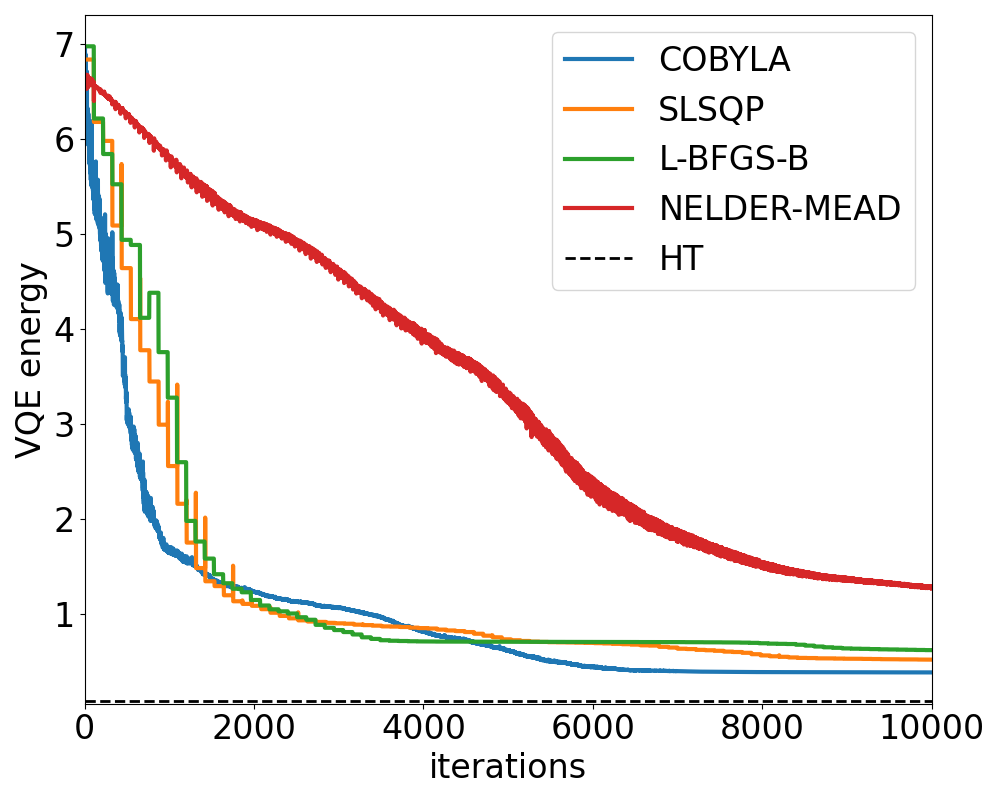 7
6
5
4
3
2
1
VQE energy
COBYLA
SLSQP
L-BFGS-B
NELDER-MEAD
HT
0
2000
4000
6000
8000
10000
iterations